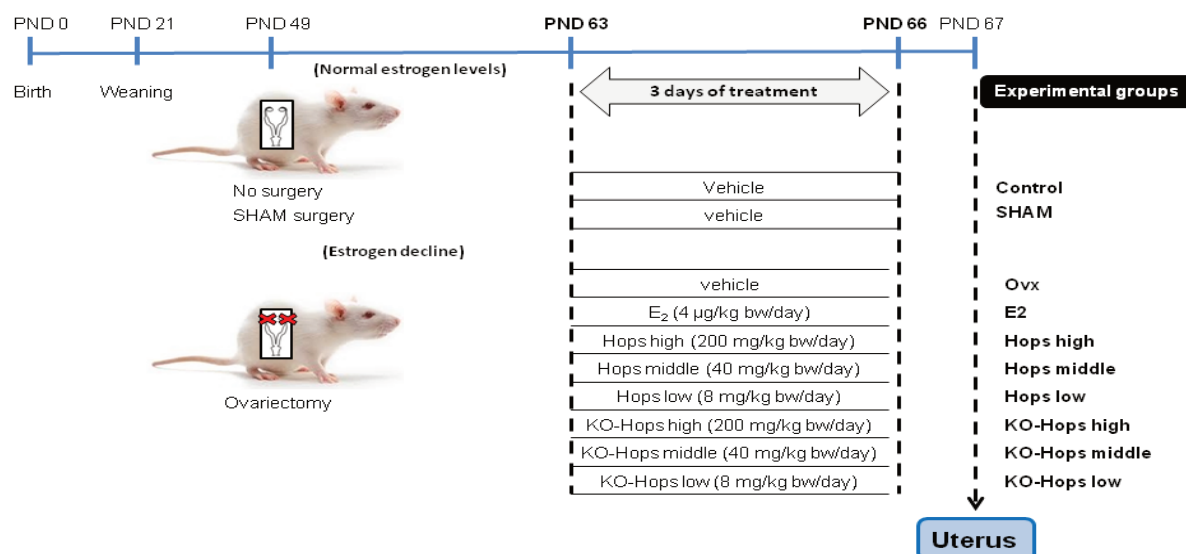 PND 0 PND 21 PND 49 PND 63 PND 66 PND 67
(Normal estrogen levels)
Birth Weaning 3 days of treatment Experimental groups
No surgery Vehicle Control
SHAM surgery vehicle SHAM
(Estrogen decline)
vehicle Ovx
E₂ (4 µg/kg bw/day) E2
Hops high (200 mg/kg bw/day) Hops high
Hops middle (40 mg/kg bw/day) Hops middle
Ovariectomy Hops low (8 mg/kg bw/day) Hops low
KO-Hops high (200 mg/kg bw/day) KO-Hops high
KO-Hops middle (40 mg/kg bw/day) KO-Hops middle
KO-Hops low (8 mg/kg bw/day) KO-Hops low
Uterus